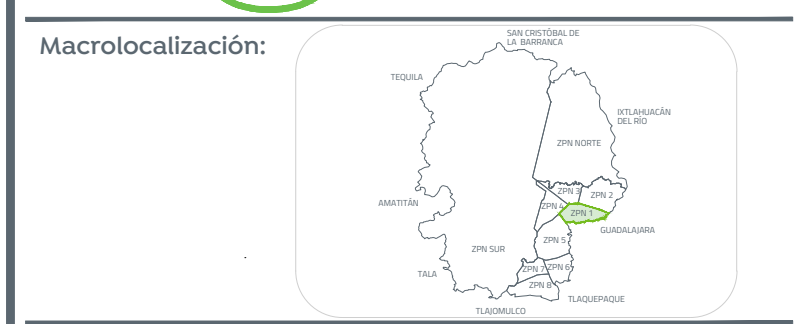 Macrolocalización:
SAN CRISTÓBAL DE
LA BARRANCA
TEQUILA
IXTLAHUACÁN
DEL RÍO
ZPN NORTE
ZPN 3
ZPN 2
AMATITÁN
ZPN 4
ZPN 1
GUADALAJARA
ZPN 5
ZPN SUR
TALA
ZPN 7
ZPN 6
ZPN 8
TLAQUEPAQUE
TLAJOMULCO